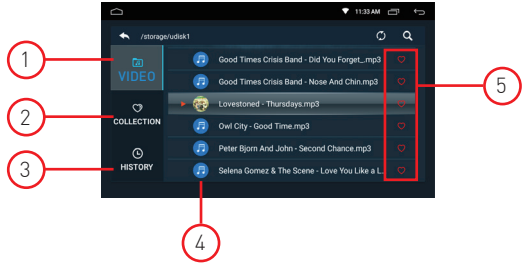 11:33 AM
/storage/udisk1
1
VIDEO
2
COLLECTION
3
HISTORY
Good Times Crisis Band - Did You Forget_.mp3
Good Times Crisis Band - Nose And Chin.mp3
Lovestoned - Thursdays.mp3
Owl City - Good Time.mp3
Peter Bjorn And John - Second Chance.mp3
Selena Gomez & The Scene - Love You Like a L..
4
5